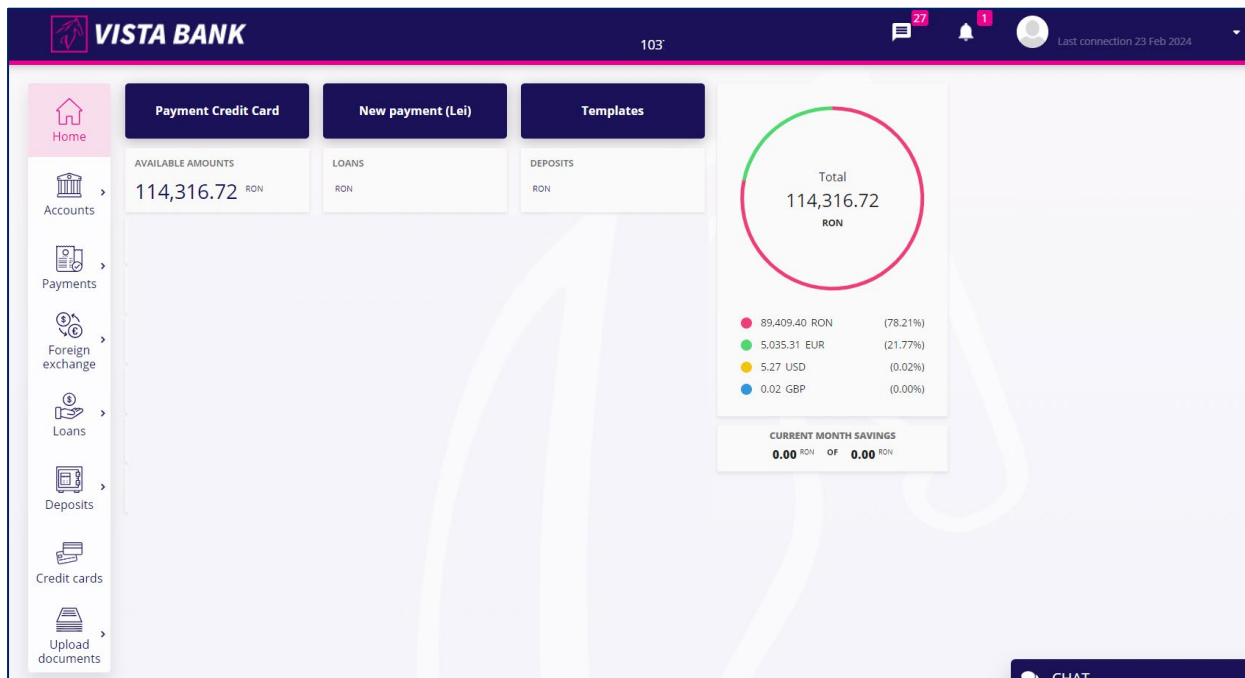 VISTA BANK
103
27
1
Last connection 23 Feb 2024
Home
Accounts
Payments
Foreign
exchange
Loans
Deposits
Credit cards
Upload
documents
Payment Credit Card
New payment (Lei)
Templates
AVAILABLE AMOUNTS
114,316.72 RON
LOANS
RON
DEPOSITS
RON
Total
114,316.72
RON
89,409.40 RON (78.21%)
5,035.31 EUR (21.77%)
5.27 USD (0.02%)
0.02 GBP (0.00%)
CURRENT MONTH SAVINGS
0.00 RON OF 0.00 RON
CHAT